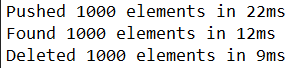 Pushed 1000 elements in 22ms
Found 1000 elements in 12ms
Deleted 1000 elements in 9ms